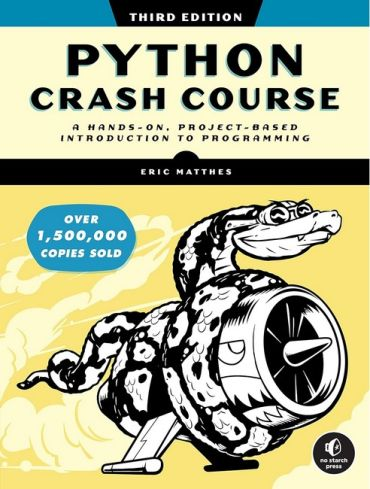 THIRD EDITION
PYTHON
CRASH COURSE
A HANDS-ON, PROJECT-BASED
INTRODUCTION TO PROGRAMMING
ERIC MATTHES
OVER
1,500,000
COPIES SOLD
no starch
press